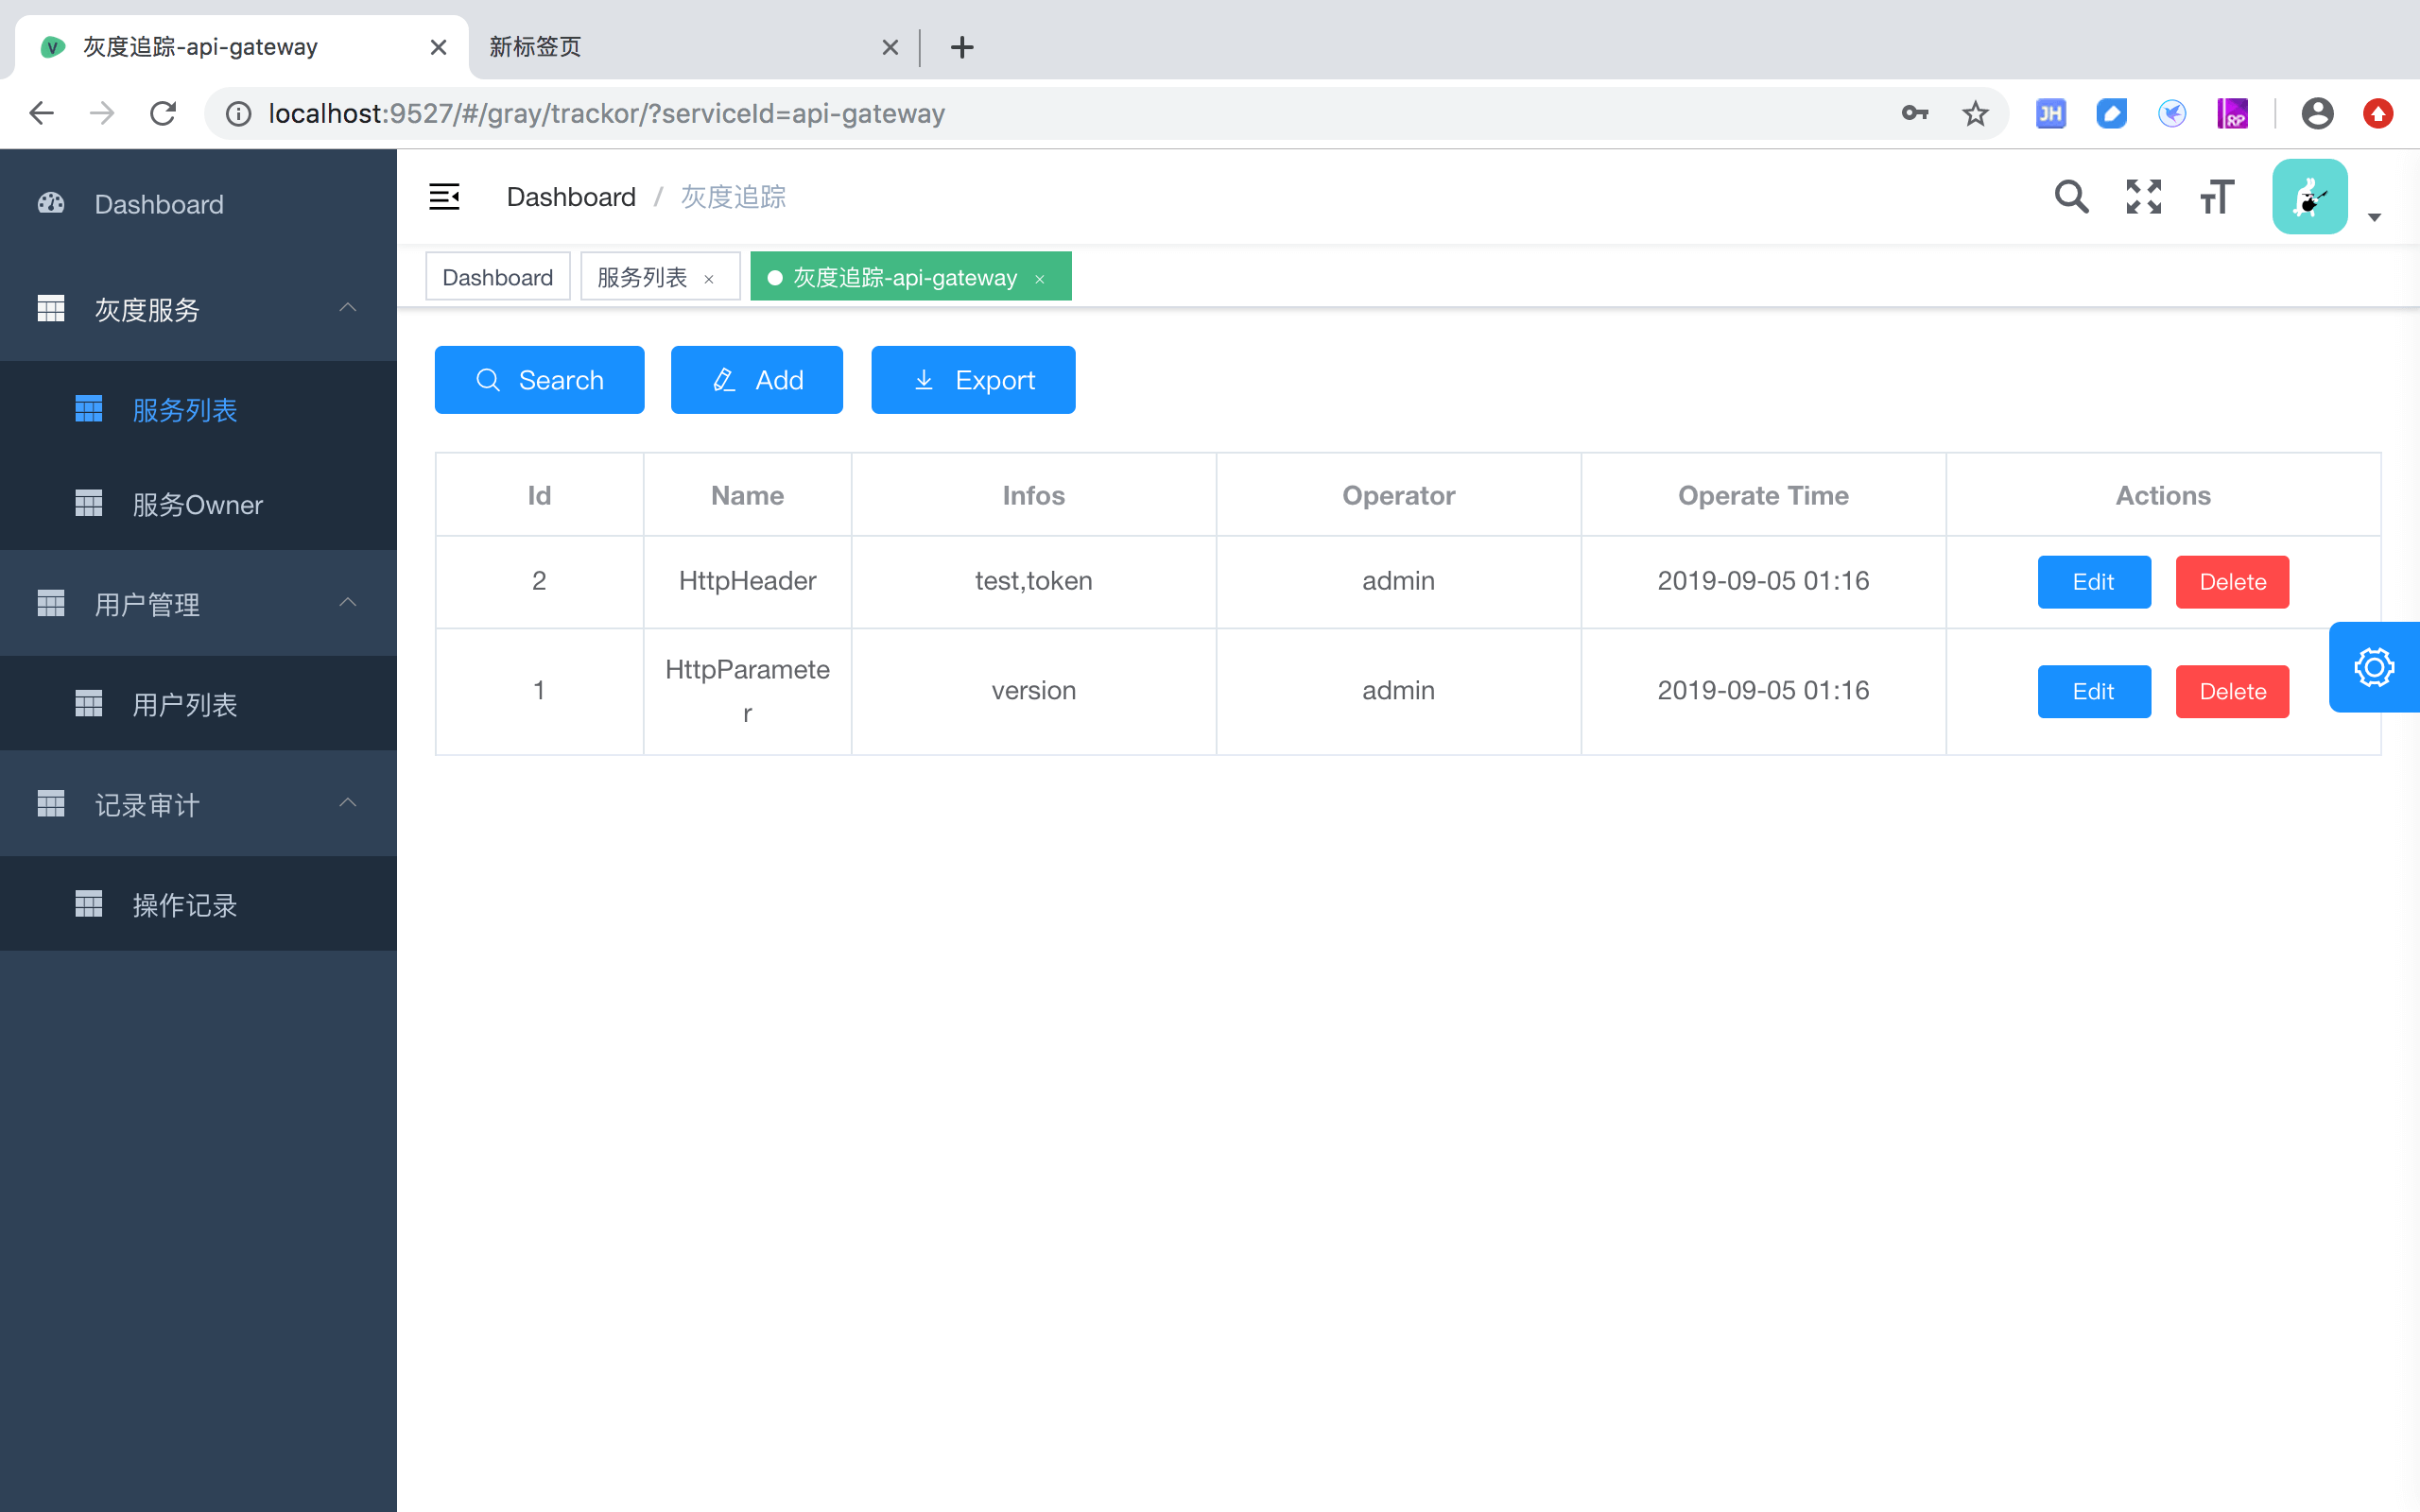 灰度追踪-api-gateway
新标签页
localhost:9527/#/gray/trackor/?serviceId=api-gateway
JH
RP
Dashboard
灰度服务
服务列表
服务Owner
用户管理
用户列表
记录审计
操作记录
Dashboard / 灰度追踪
Dashboard
服务列表 ×
灰度追踪-api-gateway ×
Search
Add
Export
Id Name Infos Operator Operate Time Actions
2 HttpHeader test,token admin 2019-09-05 01:16 Edit Delete
1 HttpParamete
r version admin 2019-09-05 01:16 Edit Delete